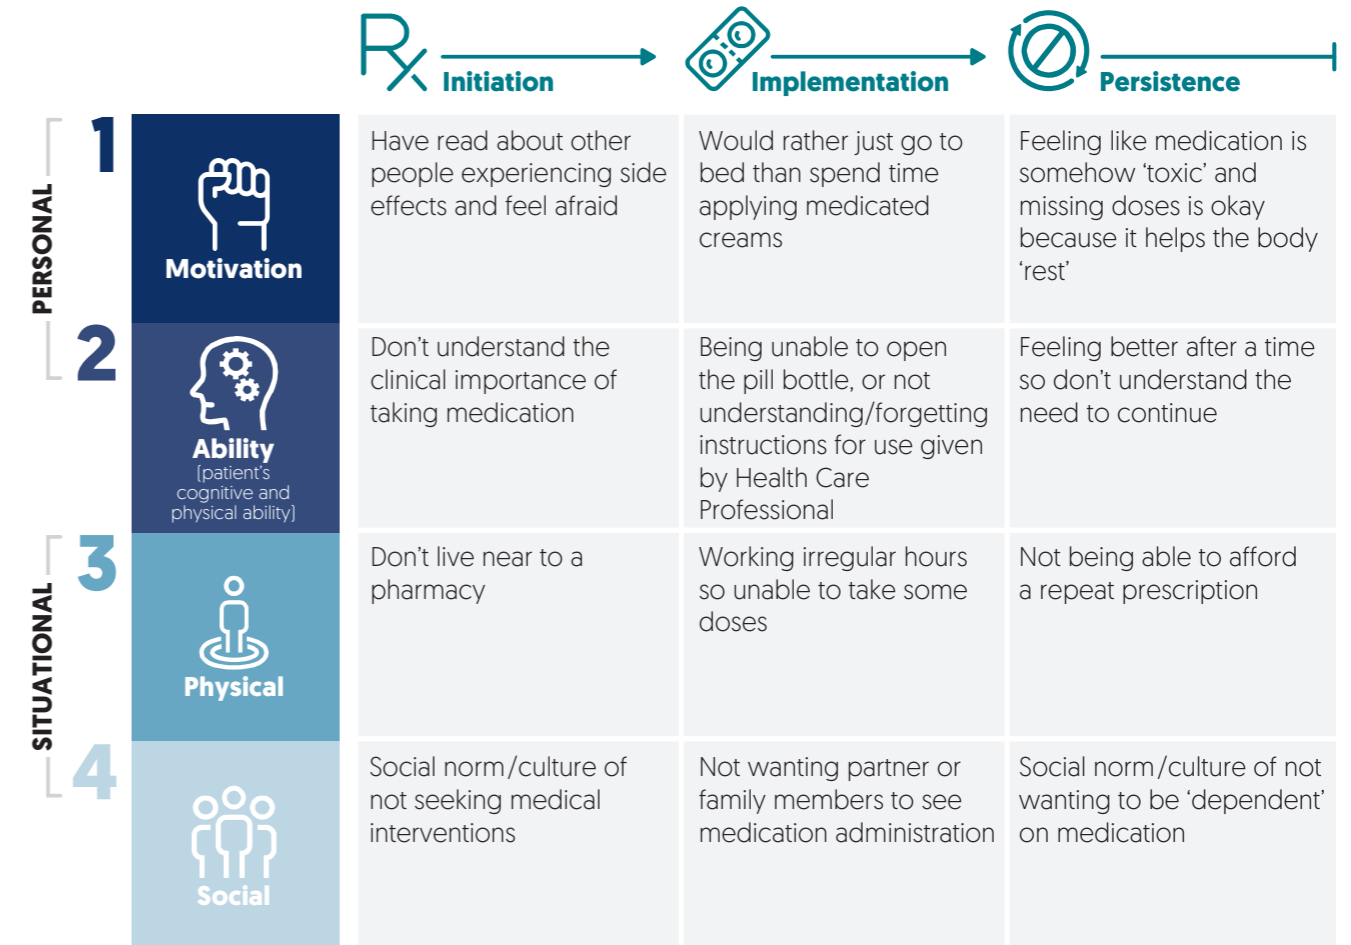 Rx
Initiation
Implementation
Persistence
PERSONAL
1
Motivation
Have read about other
people experiencing side
effects and feel afraid
Would rather just go to
bed than spend time
applying medicated
creams
Feeling like medication is
somehow ‘toxic’ and
missing doses is okay
because it helps the body
‘rest’
2
Ability
(patient’s
cognitive and
physical ability)
Don’t understand the
clinical importance of
taking medication
Being unable to open
the pill bottle, or not
understanding/forgetting
instructions for use given
by Health Care
Professional
Feeling better after a time
so don’t understand the
need to continue
SITUATIONAL
3
Physical
Don’t live near to a
pharmacy
Working irregular hours
so unable to take some
doses
Not being able to afford
a repeat prescription
4
Social
Social norm/culture of
not seeking medical
interventions
Not wanting partner or
family members to see
medication administration
Social norm/culture of not
wanting to be ‘dependent’
on medication